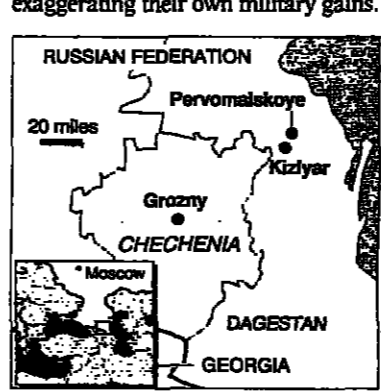 exaggerating their own military gains.
RUSSIAN FEDERATION
Pervomaiskoye
20 miles
Kizlyar
Grozny
CHECHENIA
Moscow
DAGESTAN
GEORGIA